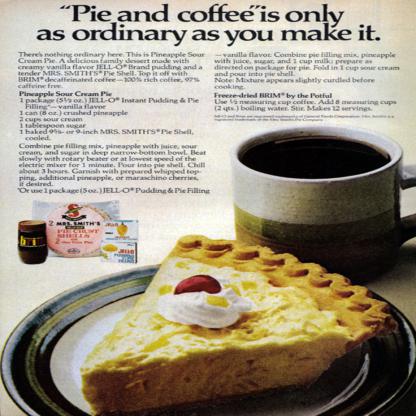 "Pie and coffee" is only
as ordinary as you make it.
There's nothing ordinary here. This is Pineapple Sour
Cream Pie. A delicious family dessert made with
creamy vanilla flavor JELL-O® Brand pudding and a
tender MRS. SMITH'S® Pie Shell. Top it off with
BRIM® decaffeinated coffee—100% rich coffee, 97%
caffeine free.
Pineapple Sour Cream Pie
1 package (5½ oz.) JELL-O® Instant Pudding & Pie
Filling—vanilla flavor
1 can (8 oz.) crushed pineapple
2 cups sour cream
1 tablespoon sugar
1 baked 9⅝- or 9-inch MRS. SMITH'S® Pie Shell,
cooled.
Combine pie filling mix, pineapple with juice, sour
cream, and sugar in deep narrow-bottom bowl. Beat
slowly with rotary beater or at lowest speed of the
electric mixer for 1 minute. Pour into pie shell. Chill
about 3 hours. Garnish with prepared whipped top-
ping, additional pineapple, or maraschino cherries,
if desired.
*Or use 1 package (5 oz.) JELL-O® Pudding & Pie Filling
—vanilla flavor: Combine pie filling mix, pineapple
with juice, sugar, and 1 cup milk; prepare as
directed on package for pie. Fold in 1 cup sour cream
and pour into pie shell.
Note: Mixture appears slightly curdled before
cooking.
Freeze-dried BRIM® by the Potful
Use ½ measuring cup coffee. Add 8 measuring cups
(2 qts.) boiling water. Stir. Makes 12 servings.
MRS. SMITH'S
PIE CRUST
SHELLS
2
JELL-O